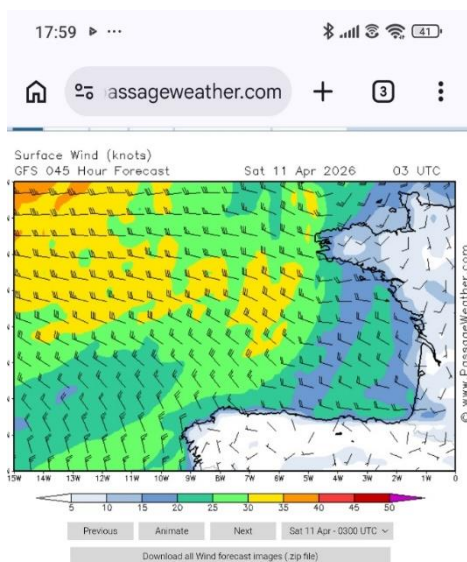 17:59 ...
41
assageweather.com 3
Surface Wind (knots)
GFS 045 Hour Forecast Sat 11 Apr 2026 03 UTC
© www.PassageWeather.com
15W 14W 13W 12W 11W 10W 9W 8W 7W 6W 5W 4W 3W 2W 1W 0
5 10 15 20 25 30 35 40 45 50
Previous Animate Next Sat 11 Apr - 0300 UTC
Download all Wind forecast images (.zip file)